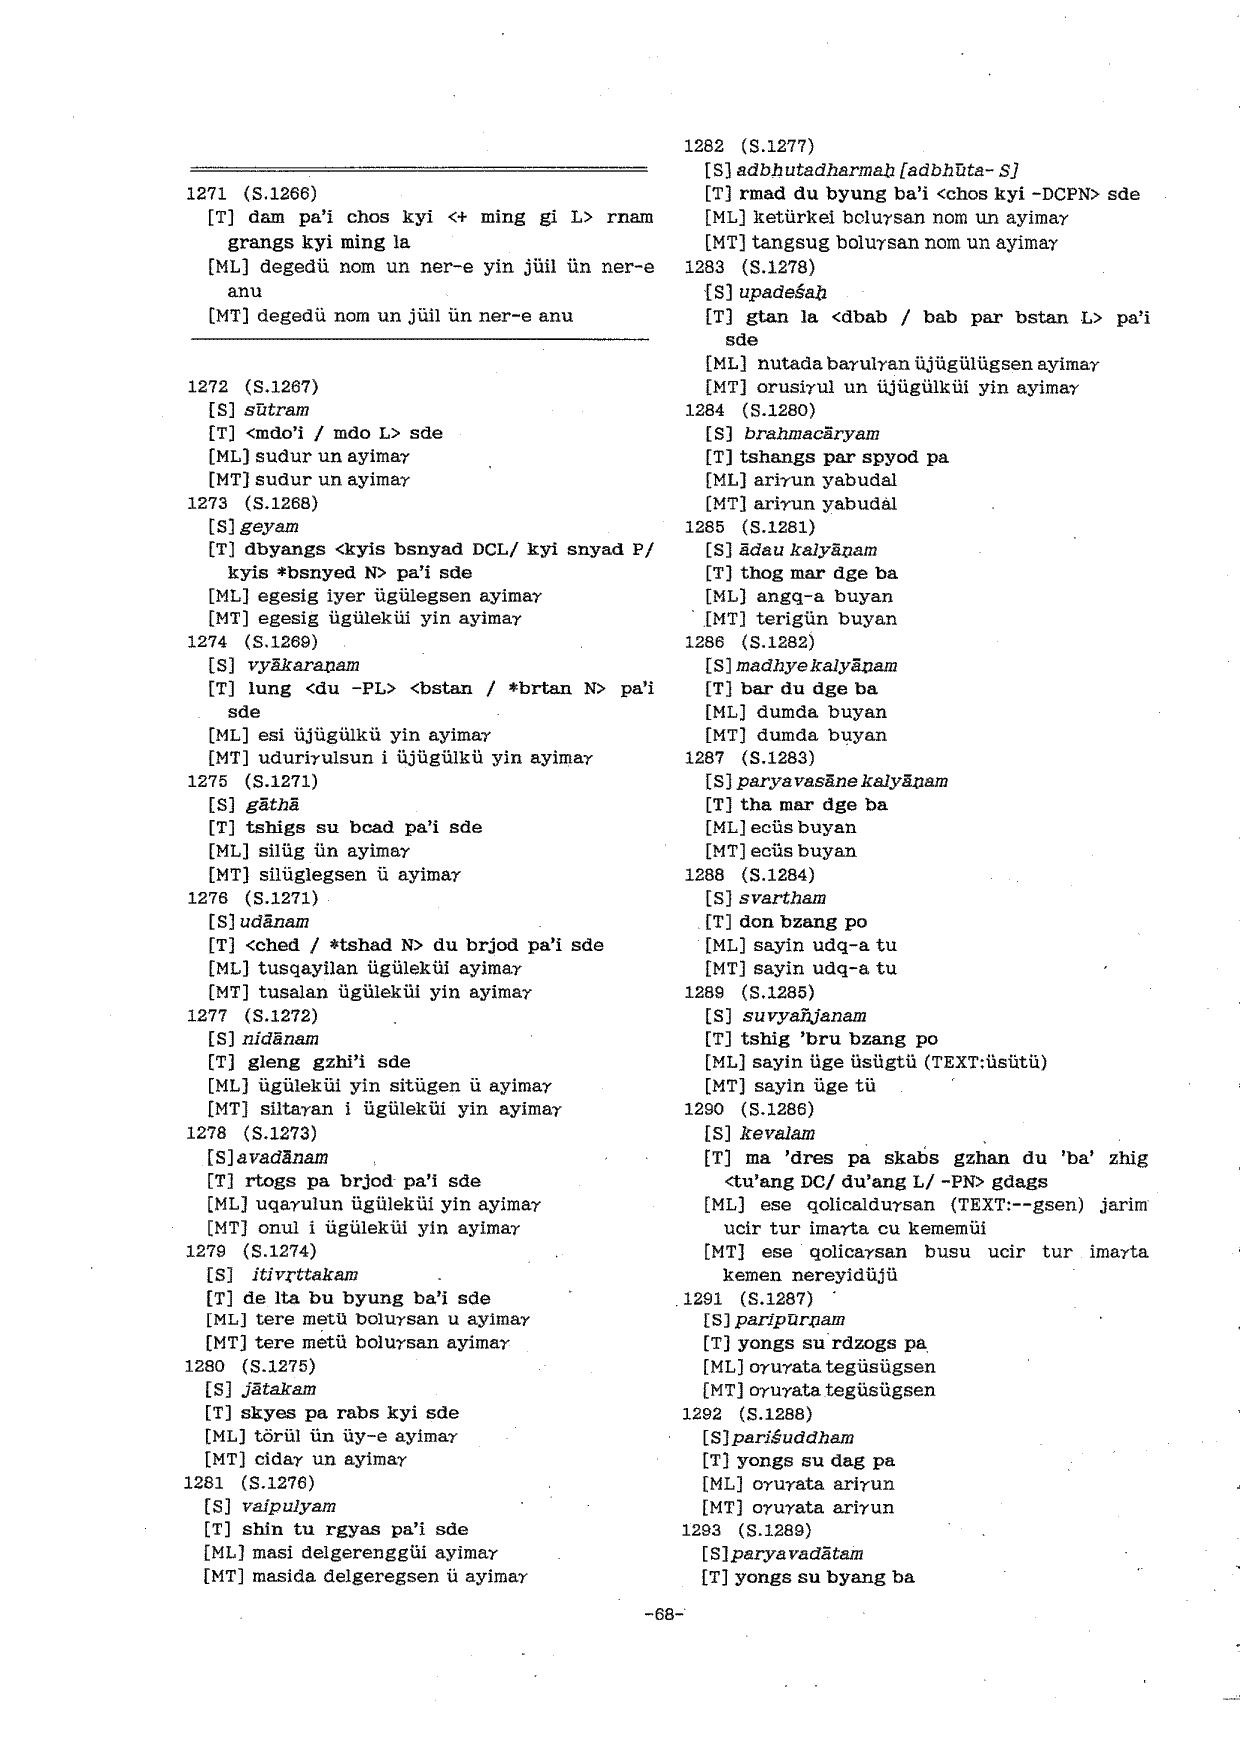 1271 (S.1266)
[T] dam pa'i chos kyi <+ ming gi L> rnam
grangs kyi ming la
[ML] degedü nom un ner-e yin jüil ün ner-e
anu
[MT] degedü nom un jüil ün ner-e anu
1272 (S.1267)
[S] sūtram
[T] <mdo'i / mdo L> sde
[ML] sudur un ayimaγ
[MT] sudur un ayimaγ
1273 (S.1268)
[S] geyam
[T] dbyangs <kyis bsnyad DCL/ kyi snyad P/
kyis *bsnyed N> pa'i sde
[ML] egesig iyer ügülegsen ayimaγ
[MT] egesig ügüleküi yin ayimaγ
1274 (S.1269)
[S] vyākaraṇam
[T] lung <du -PL> <bstan / *brtan N> pa'i
sde
[ML] esi üjügülkü yin ayimaγ
[MT] uduriγulsun i üjügülkü yin ayimaγ
1275 (S.1271)
[S] gāthā
[T] tshigs su bcad pa'i sde
[ML] silüg ün ayimaγ
[MT] silüglegsen ü ayimaγ
1276 (S.1271)
[S] udānam
[T] <ched / *tshad N> du brjod pa'i sde
[ML] tusqayilan ügüleküi ayimaγ
[MT] tusalan ügüleküi yin ayimaγ
1277 (S.1272)
[S] nidānam
[T] gleng gzhi'i sde
[ML] ügüleküi yin sitügen ü ayimaγ
[MT] siltaγan i ügüleküi yin ayimaγ
1278 (S.1273)
[S] avadānam
[T] rtogs pa brjod pa'i sde
[ML] uqaγulun ügüleküi yin ayimaγ
[MT] onul i ügüleküi yin ayimaγ
1279 (S.1274)
[S] itivṛttakam
[T] de lta bu byung ba'i sde
[ML] tere metü boluγsan u ayimaγ
[MT] tere metü boluγsan ayimaγ
1280 (S.1275)
[S] jātakam
[T] skyes pa rabs kyi sde
[ML] törül ün üy-e ayimaγ
[MT] cidaγ un ayimaγ
1281 (S.1276)
[S] vaipulyam
[T] shin tu rgyas pa'i sde
[ML] masi delgerenggüi ayimaγ
[MT] masida delgeregsen ü ayimaγ
1282 (S.1277)
[S] adbhutadharmaḥ [adbhūta- S]
[T] rmad du byung ba'i <chos kyi -DCPN> sde
[ML] ketürkei boluγsan nom un ayimaγ
[MT] tangsug boluγsan nom un ayimaγ
1283 (S.1278)
[S] upadeśaḥ
[T] gtan la <dbab / bab par bstan L> pa'i
sde
[ML] nutada baγulγan üjügülügsen ayimaγ
[MT] orusiγul un üjügülküi yin ayimaγ
1284 (S.1280)
[S] brahmacāryam
[T] tshangs par spyod pa
[ML] ariγun yabudal
[MT] ariγun yabudal
1285 (S.1281)
[S] ādau kalyāṇam
[T] thog mar dge ba
[ML] angq-a buyan
[MT] terigün buyan
1286 (S.1282)
[S] madhye kalyāṇam
[T] bar du dge ba
[ML] dumda buyan
[MT] dumda buyan
1287 (S.1283)
[S] paryavasāne kalyāṇam
[T] tha mar dge ba
[ML] ecüs buyan
[MT] ecüs buyan
1288 (S.1284)
[S] svartham
[T] don bzang po
[ML] sayin udq-a tu
[MT] sayin udq-a tu
1289 (S.1285)
[S] suvyañjanam
[T] tshig 'bru bzang po
[ML] sayin üge üsügtü (TEXT:üsütü)
[MT] sayin üge tü
1290 (S.1286)
[S] kevalam
[T] ma 'dres pa skabs gzhan du 'ba' zhig
<tu'ang DC/ du'ang L/ -PN> gdags
[ML] ese qolicalduγsan (TEXT:--gsen) jarim
ucir tur imaγta cu kememüi
[MT] ese qolicaγsan busu ucir tur imaγta
kemen nereyidüjü
1291 (S.1287)
[S] paripūrṇam
[T] yongs su rdzogs pa
[ML] oγuγata tegüsügsen
[MT] oγuγata tegüsügsen
1292 (S.1288)
[S] pariśuddham
[T] yongs su dag pa
[ML] oγuγata ariγun
[MT] oγuγata ariγun
1293 (S.1289)
[S] paryavadātam
[T] yongs su byang ba
-68-